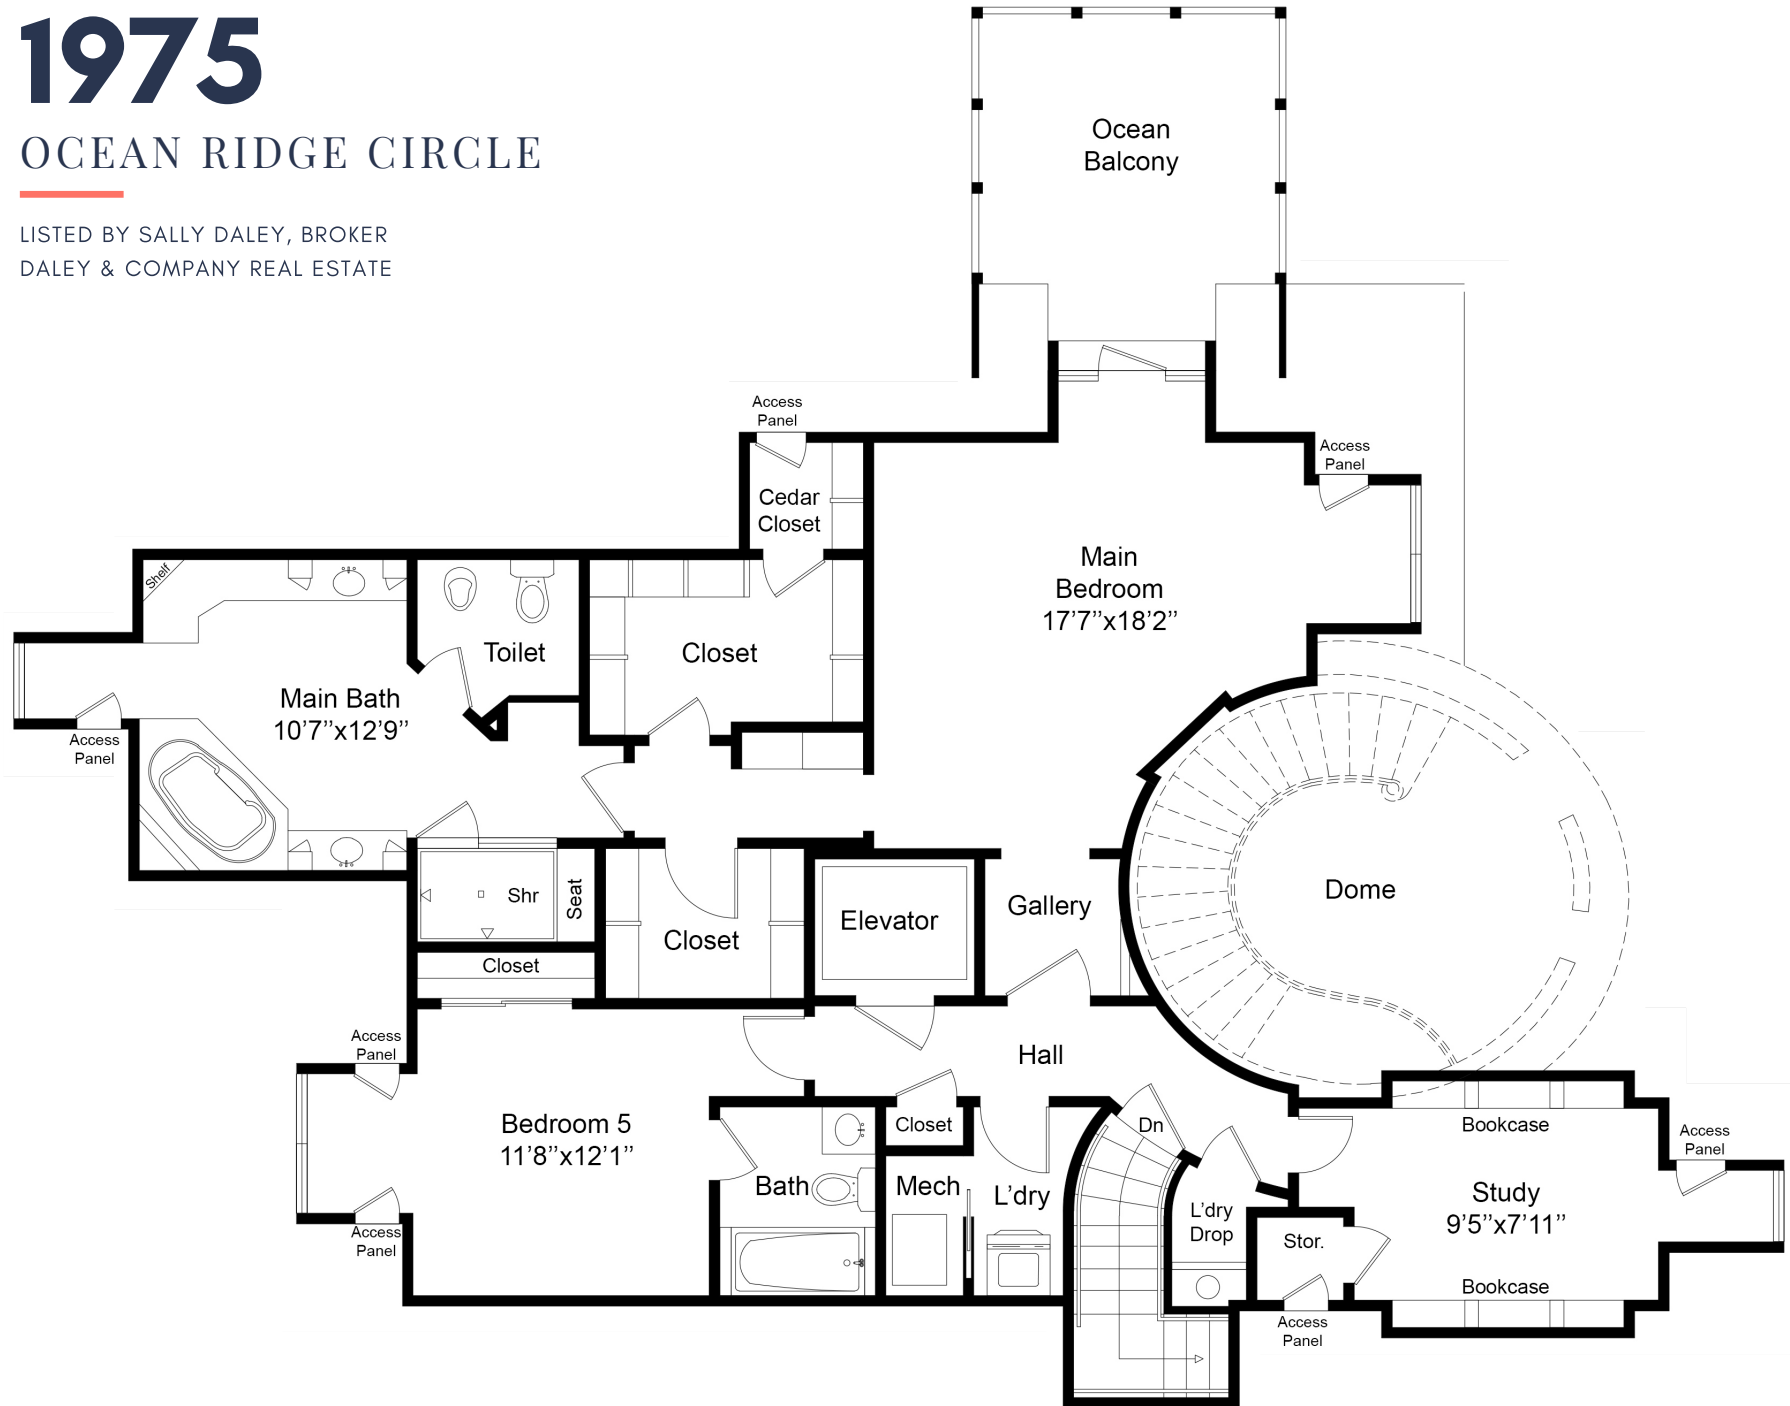 1975
OCEAN RIDGE CIRCLE
LISTED BY SALLY DALEY, BROKER
DALEY & COMPANY REAL ESTATE
Ocean
Balcony
Access
Panel
Access
Panel
Cedar
Closet
Main
Bedroom
17’7’’x18’2’’
Shelf
Toilet
Closet
Main Bath
10’7’’x12’9’’
Access
Panel
Shr
Seat
Closet
Closet
Elevator
Gallery
Dome
Access
Panel
Hall
Bedroom 5
11’8’’x12’1’’
Access
Panel
Bath
Closet
Mech
L’dry
Dn
L’dry
Drop
Stor.
Access
Panel
Bookcase
Study
9’5’’x7’11’’
Bookcase
Access
Panel